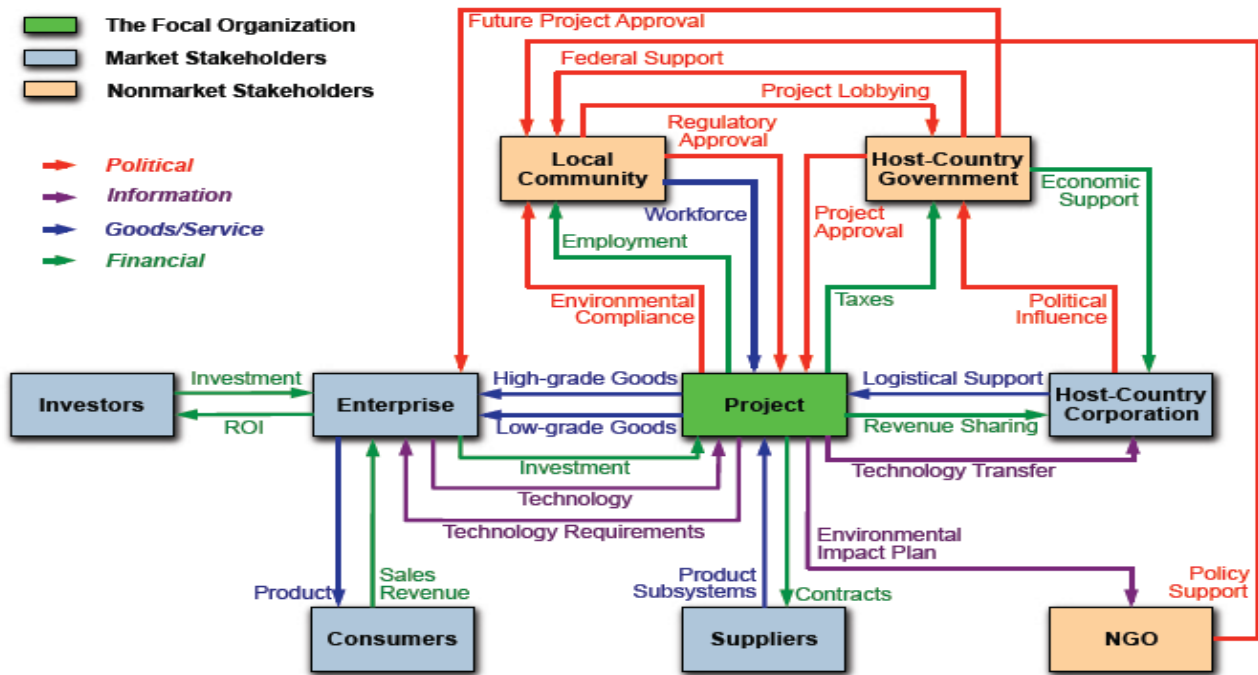 The Focal Organization
Market Stakeholders
Nonmarket Stakeholders
Political
Information
Goods/Service
Financial
Future Project Approval
Federal Support
Project Lobbying
Regulatory
Approval
Local
Community
Host-Country
Government
Economic
Support
Workforce
Project
Approval
Employment
Environmental
Compliance
Taxes
Political
Influence
Investors
Investment
ROI
Enterprise
High-grade Goods
Low-grade Goods
Project
Logistical Support
Revenue Sharing
Host-Country
Corporation
Investment
Technology
Technology Requirements
Technology Transfer
Environmental
Impact Plan
Product
Sales
Revenue
Product
Subsystems
Contracts
Policy
Support
Consumers
Suppliers
NGO